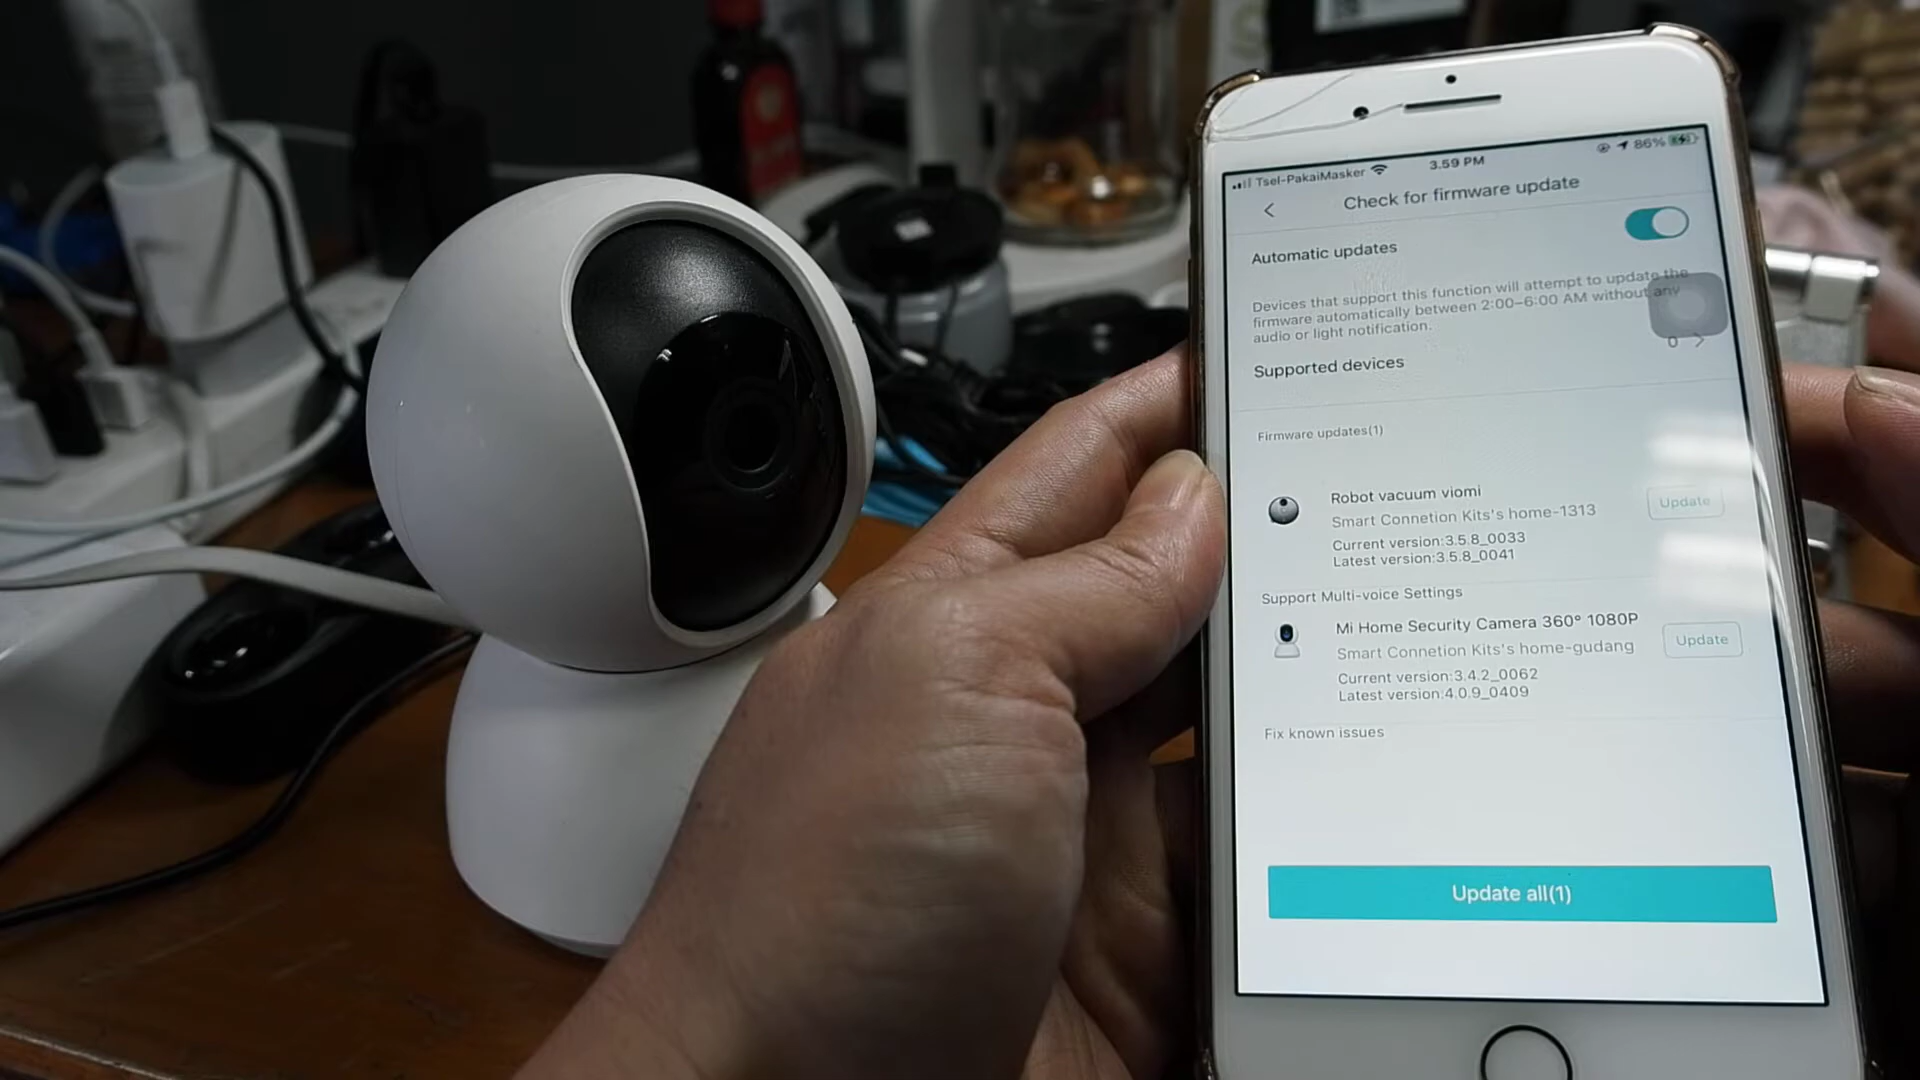 Tsel-PakaiMasker
3.59 PM
86%
Check for firmware update
Automatic updates
Devices that support this function will attempt to update the
firmware automatically between 2:00–6:00 AM without any
audio or light notification.
0
Supported devices
Firmware updates(1)
Robot vacuum viomi
Smart Connetion Kits's home-1313
Update
Current version:3.5.8_0033
Latest version:3.5.8_0041
Support Multi-voice Settings
Mi Home Security Camera 360° 1080P
Smart Connetion Kits's home-gudang
Update
Current version:3.4.2_0062
Latest version:4.0.9_0409
Fix known issues
Update all(1)